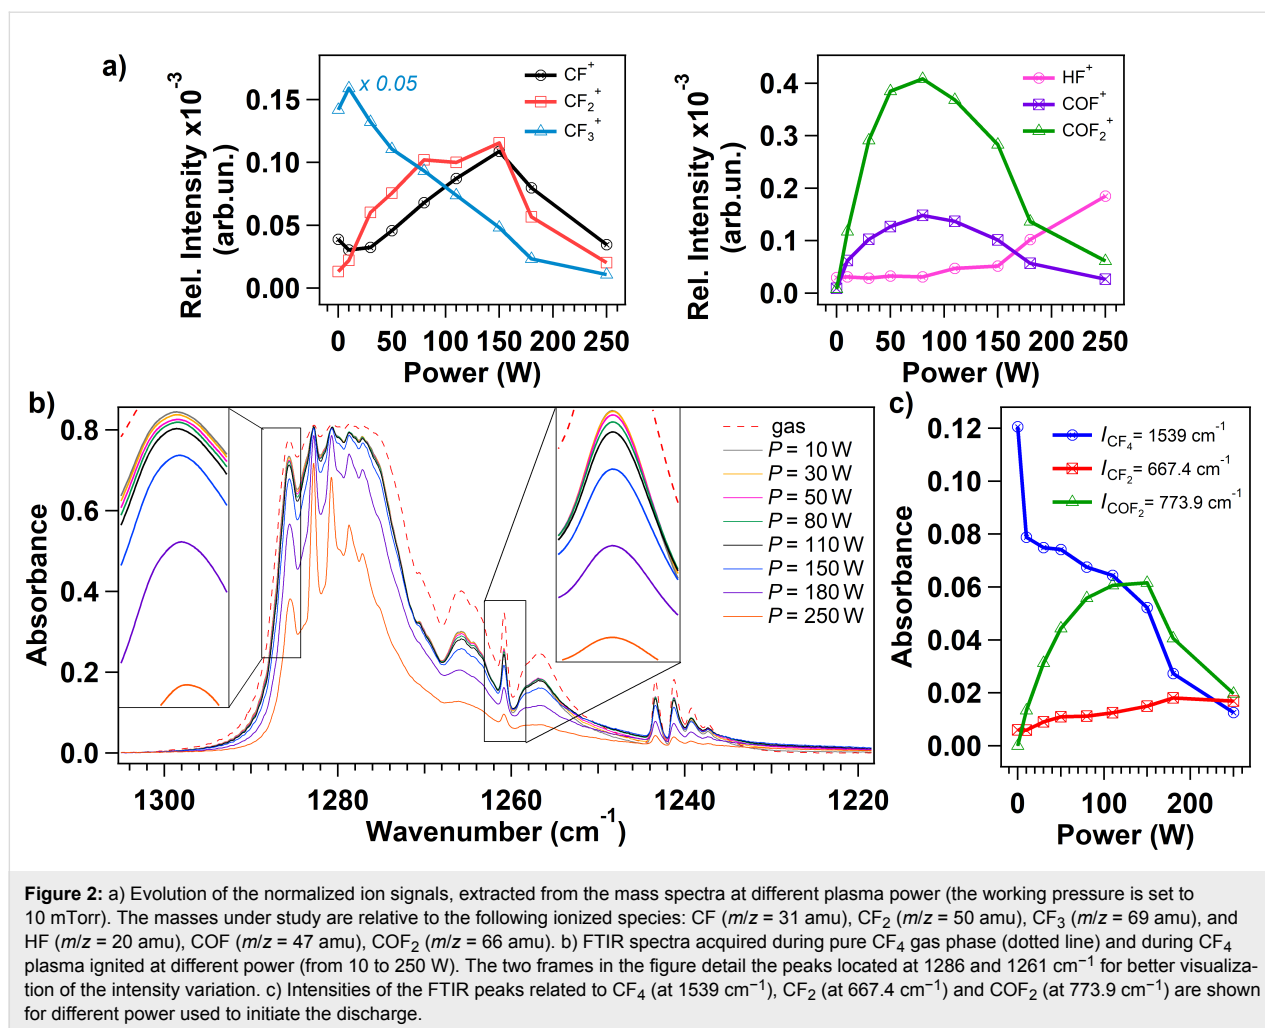 a)
Rel. Intensity x10⁻³
(arb.un.)
0.15
0.10
0.05
0.00
x 0.05
CF⁺
CF₂⁺
CF₃⁺
0 50 100 150 200 250
Power (W)
Rel. Intensity x10⁻³
(arb.un.)
0.4
0.3
0.2
0.1
0.0
HF⁺
COF⁺
COF₂⁺
0 50 100 150 200 250
Power (W)
b)
Absorbance
0.8
0.6
0.4
0.2
0.0
gas
P = 10 W
P = 30 W
P = 50 W
P = 80 W
P = 110 W
P = 150 W
P = 180 W
P = 250 W
1300 1280 1260 1240 1220
Wavenumber (cm⁻¹)
c)
Absorbance
0.12
0.10
0.08
0.06
0.04
0.02
0.00
I CF₄ = 1539 cm⁻¹
I CF₂ = 667.4 cm⁻¹
I COF₂ = 773.9 cm⁻¹
0 100 200
Power (W)
Figure 2: a) Evolution of the normalized ion signals, extracted from the mass spectra at different plasma power (the working pressure is set to
10 mTorr). The masses under study are relative to the following ionized species: CF (m/z = 31 amu), CF₂ (m/z = 50 amu), CF₃ (m/z = 69 amu), and
HF (m/z = 20 amu), COF (m/z = 47 amu), COF₂ (m/z = 66 amu). b) FTIR spectra acquired during pure CF₄ gas phase (dotted line) and during CF₄
plasma ignited at different power (from 10 to 250 W). The two frames in the figure detail the peaks located at 1286 and 1261 cm⁻¹ for better visualiza-
tion of the intensity variation. c) Intensities of the FTIR peaks related to CF₄ (at 1539 cm⁻¹), CF₂ (at 667.4 cm⁻¹) and COF₂ (at 773.9 cm⁻¹) are shown
for different power used to initiate the discharge.